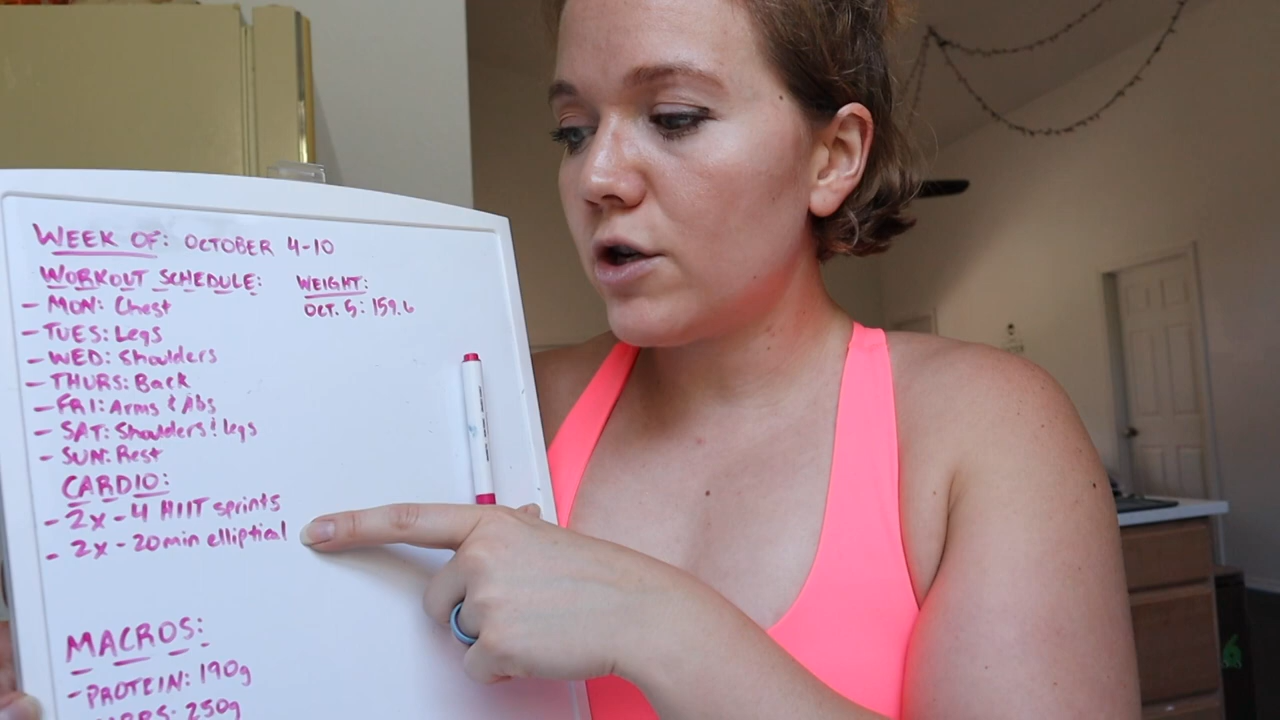 WEEK OF: OCTOBER 4-10
WORKOUT SCHEDULE:
- MON: Chest
- TUES: Legs
- WED: Shoulders
- THURS: Back
- FRI: Arms & Abs
- SAT: Shoulders & legs
- SUN: Rest
WEIGHT:
OCT. 5: 159.6
CARDIO:
- 2x - 4 HIIT sprints
- 2x - 20min elliptical
MACROS:
- PROTEIN: 190g
250g